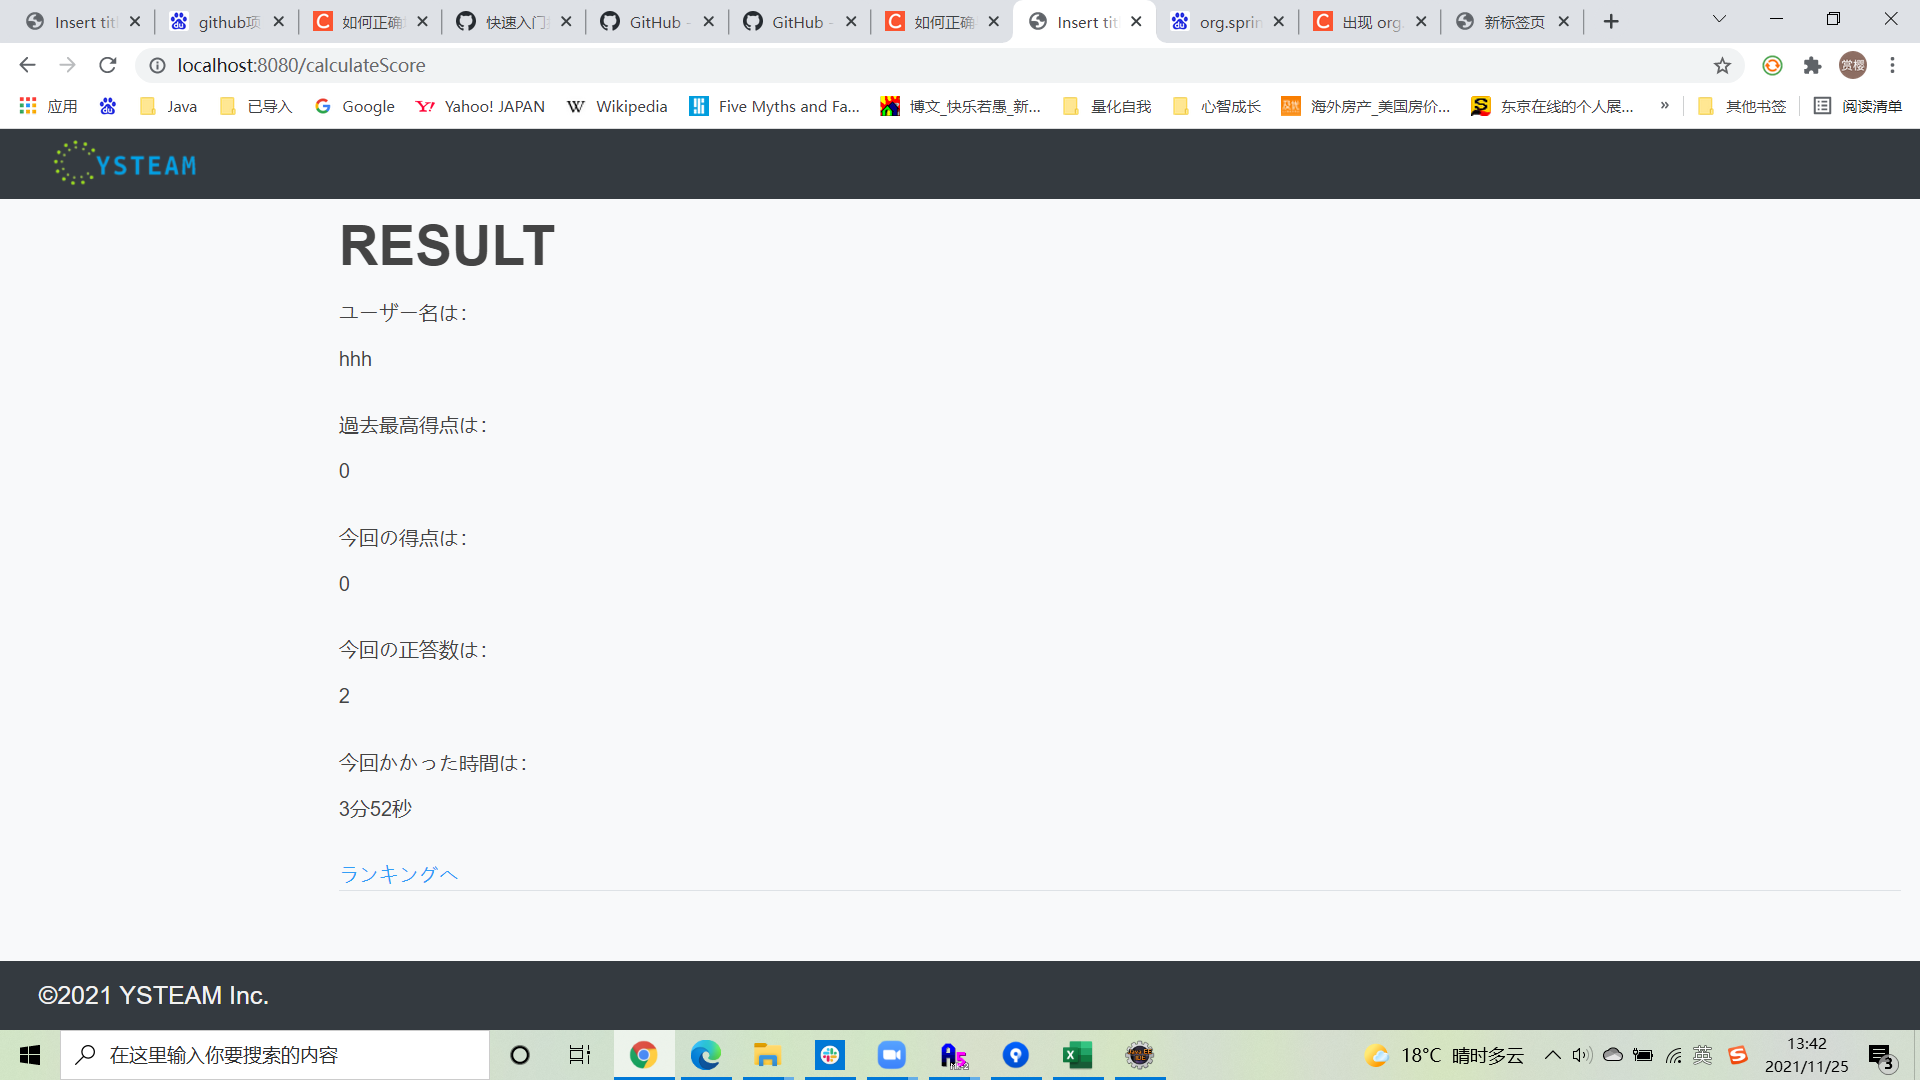 Insert tit
github项
如何正确
快速入门
GitHub -
GitHub -
如何正确
Insert tit
org.sprin
出现 org.
新标签页
localhost:8080/calculateScore
应用
Java
已导入
Google
Yahoo! JAPAN
Wikipedia
Five Myths and Fa...
博文_快乐若愚_新...
量化自我
心智成长
海外房产_美国房价...
东京在线的个人展...
»
其他书签
阅读清单
YSTEAM
RESULT
ユーザー名は：
hhh
過去最高得点は：
0
今回の得点は：
0
今回の正答数は：
2
今回かかった時間は：
3分52秒
ランキングへ
©2021 YSTEAM Inc.
在这里输入你要搜索的内容
18°C 晴时多云
英
13:42
2021/11/25
3